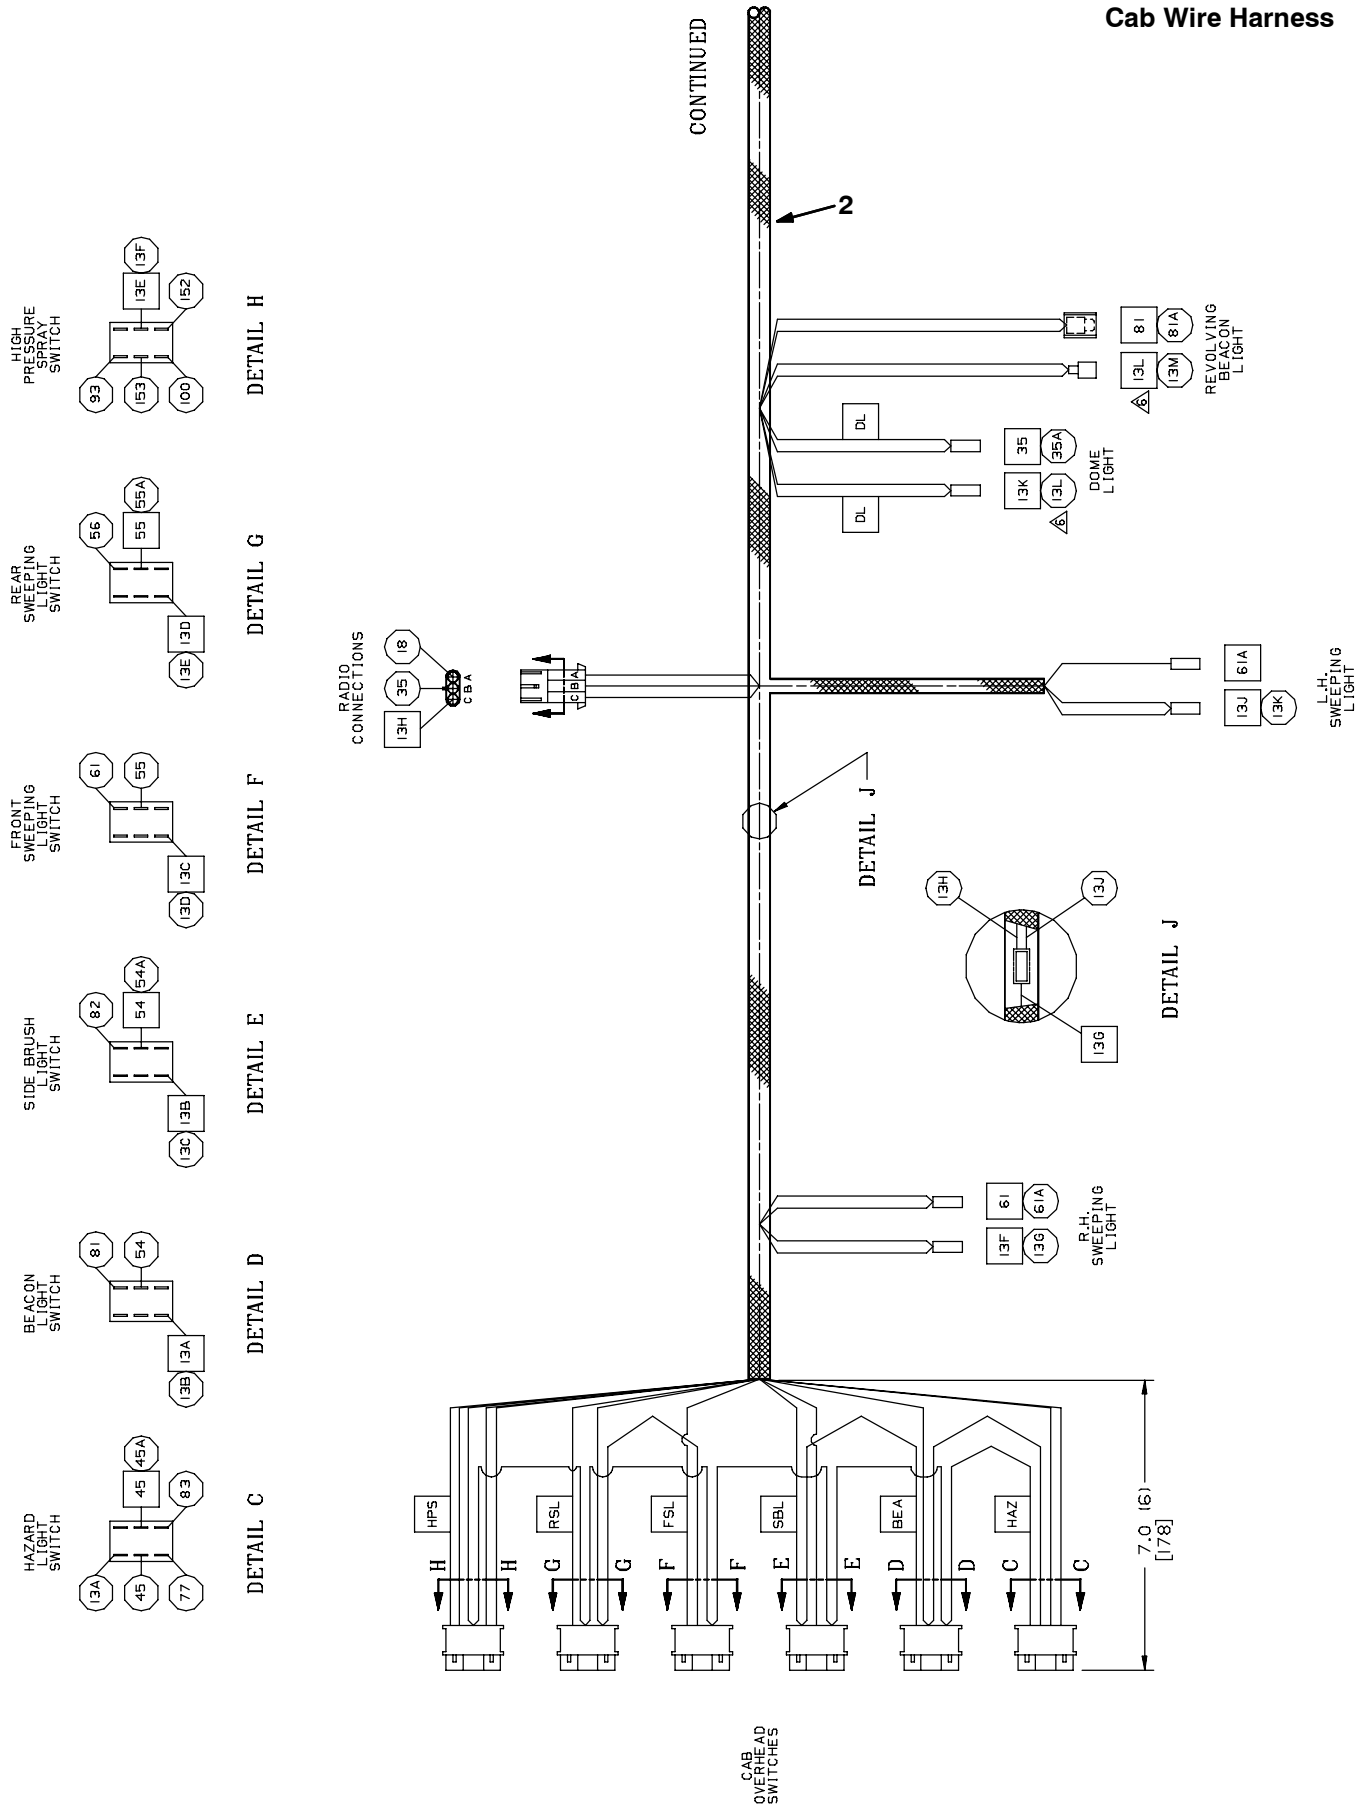 Cab Wire Harness
HAZARD
LIGHT
SWITCH
13A
45
77
45
45A
83
DETAIL C
BEACON
LIGHT
SWITCH
81
54
13A
13B
DETAIL D
SIDE BRUSH
LIGHT
SWITCH
82
54
54A
13B
13C
DETAIL E
FRONT
SWEEPING
LIGHT
SWITCH
61
55
13C
13D
DETAIL F
REAR
SWEEPING
LIGHT
SWITCH
56
55
55A
13D
13E
DETAIL G
HIGH
PRESSURE
SPRAY
SWITCH
93
153
100
13E
13F
152
DETAIL H
RADIO
CONNECTIONS
13H
35
18
C B A
C B A
CONTINUED
2
CAB
OVERHEAD
SWITCHES
H H
HPS
G G
RSL
F F
FSL
E E
SBL
D D
BEA
C C
HAZ
7.0 (6)
[178]
13F
13G
61
61A
R.H.
SWEEPING
LIGHT
DETAIL J
13G
13H
13J
DETAIL J
13J
13K
61A
L.H.
SWEEPING
LIGHT
DL
DL
13K
13L
6
35
35A
DOME
LIGHT
13L
13M
6
81
81A
REVOLVING
BEACON
LIGHT